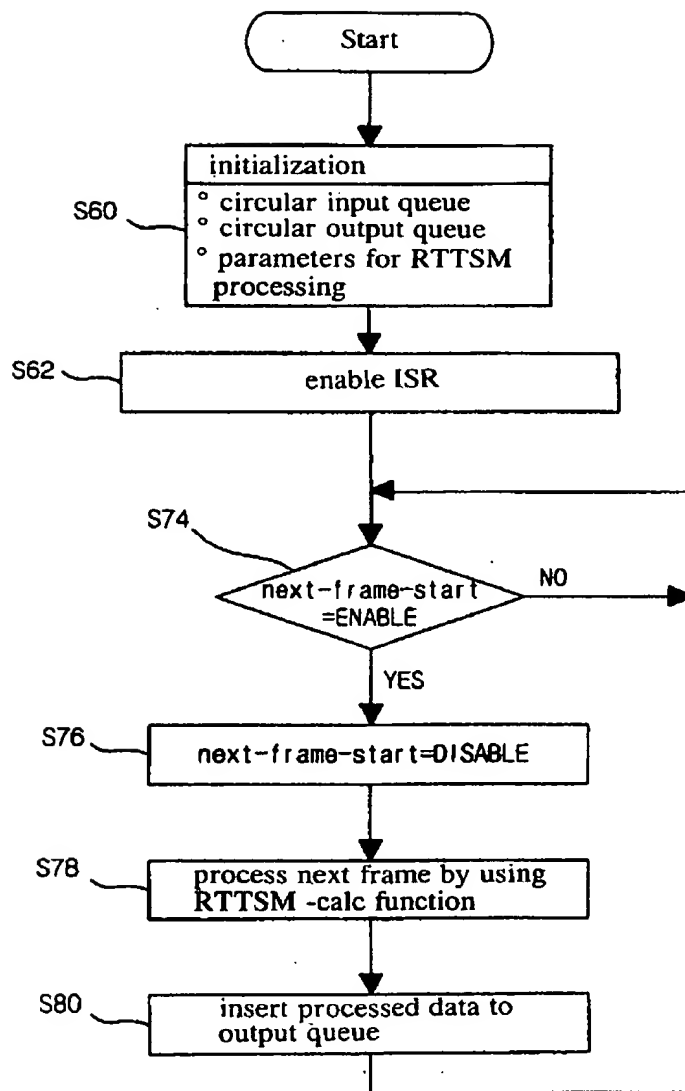 Start
initialization
° circular input queue
° circular output queue
° parameters for RTTSM
processing
S60
enable ISR
S62
S74
next-frame-start
=ENABLE
NO
YES
S76
next-frame-start=DISABLE
S78
process next frame by using
RTTSM -calc function
S80
insert processed data to
output queue